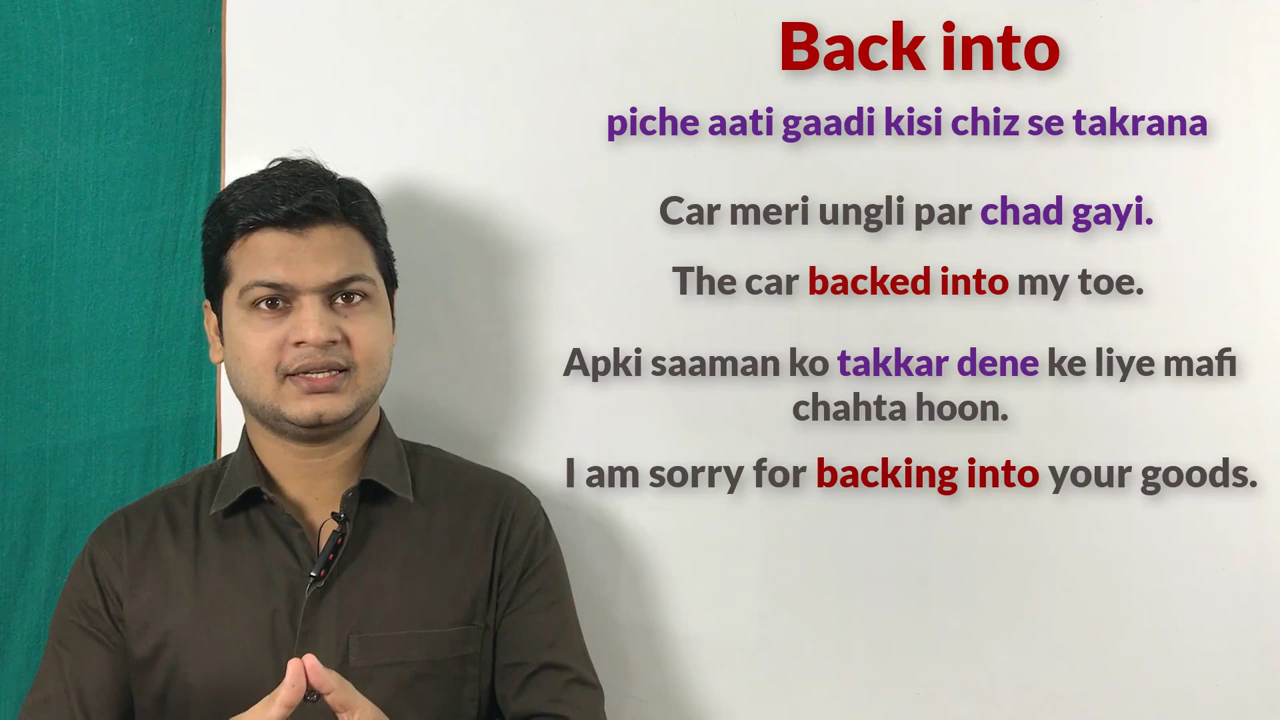 Back into
piche aati gaadi kisi chiz se takrana
Car meri ungli par chad gayi.
The car backed into my toe.
Apki saaman ko takkar dene ke liye mafi
chahta hoon.
I am sorry for backing into your goods.